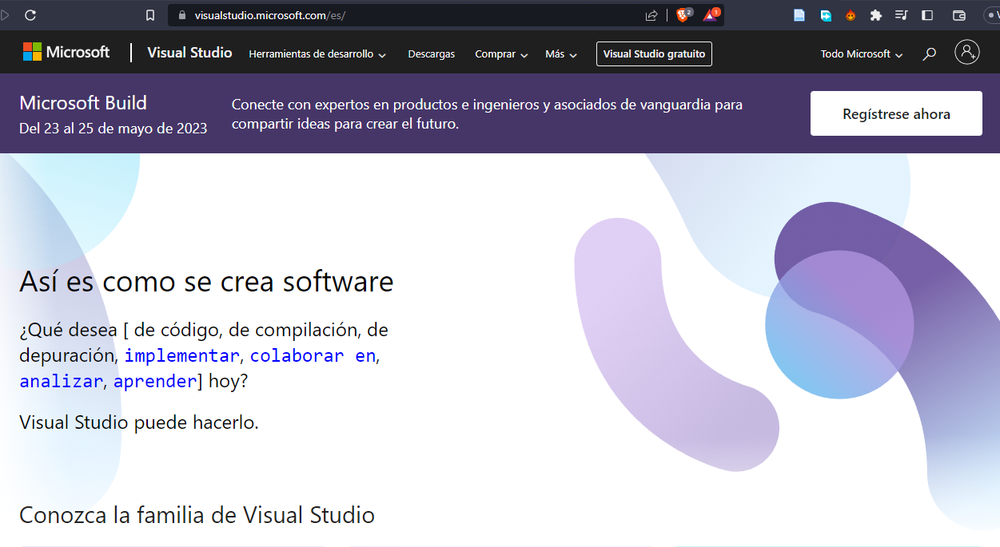 visualstudio.microsoft.com/es/
2
1
Microsoft
Visual Studio
Herramientas de desarrollo
Descargas
Comprar
Más
Visual Studio gratuito
Todo Microsoft
Microsoft Build
Del 23 al 25 de mayo de 2023
Conecte con expertos en productos e ingenieros y asociados de vanguardia para
compartir ideas para crear el futuro.
Regístrese ahora
Así es como se crea software
¿Qué desea [ de código, de compilación, de
depuración, implementar, colaborar en,
analizar, aprender] hoy?
Visual Studio puede hacerlo.
Conozca la familia de Visual Studio